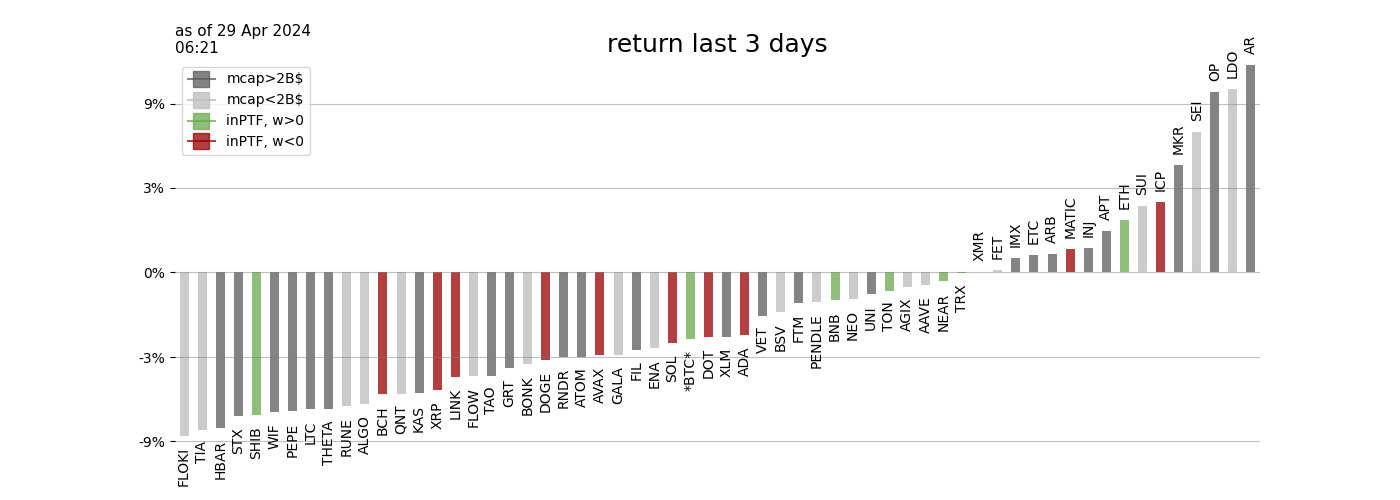 as of 29 Apr 2024
06:21
return last 3 days
mcap>2B$
mcap<2B$
inPTF, w>0
inPTF, w<0
9%
3%
0%
-3%
-9%
FLOKI
TIA
HBAR
STX
SHIB
WIF
PEPE
LTC
THETA
RUNE
ALGO
BCH
QNT
KAS
XRP
LINK
FLOW
TAO
GRT
BONK
DOGE
RNDR
ATOM
AVAX
GALA
FIL
ENA
SOL
*BTC*
DOT
XLM
ADA
VET
BSV
FTM
PENDLE
BNB
NEO
UNI
TON
AGIX
AAVE
NEAR
TRX
XMR
FET
IMX
ETC
ARB
MATIC
INJ
APT
ETH
SUI
ICP
MKR
SEI
OP
LDO
AR